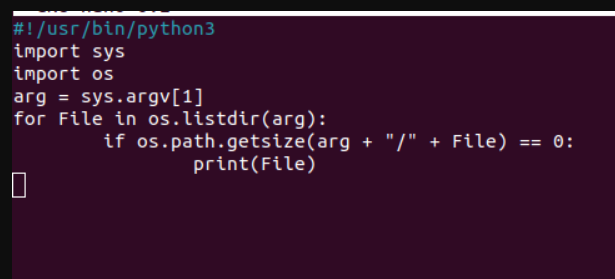 #!/usr/bin/python3
import sys
import os
arg = sys.argv[1]
for File in os.listdir(arg):
        if os.path.getsize(arg + "/" + File) == 0:
                print(File)